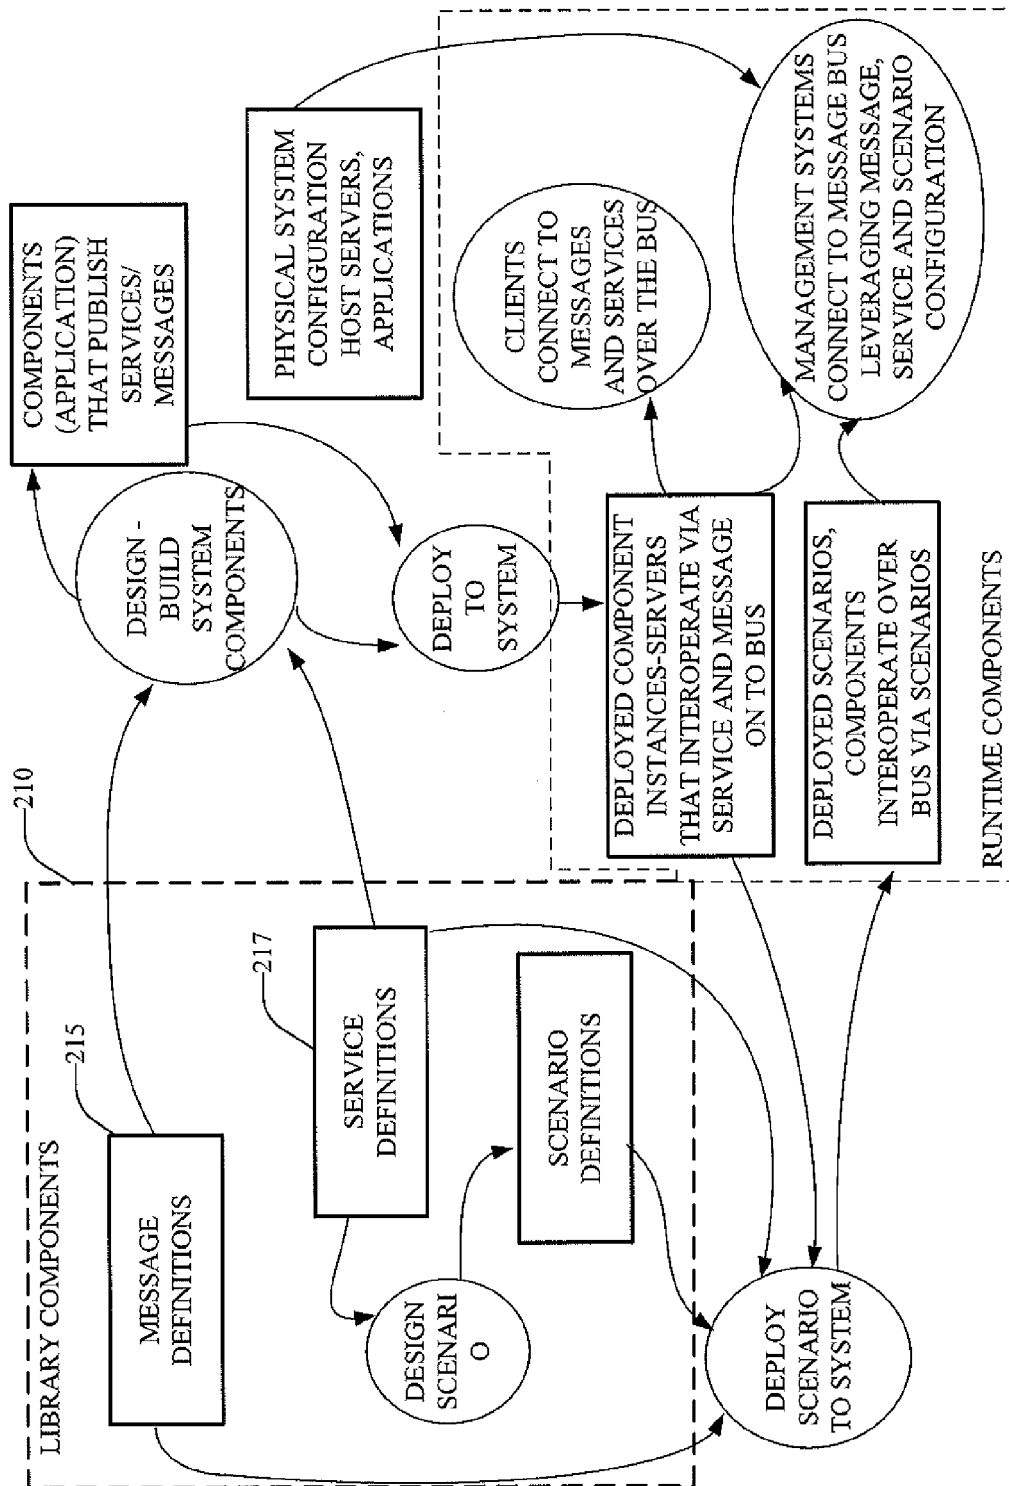 LIBRARY COMPONENTS
215
MESSAGE
DEFINITIONS
217
SERVICE
DEFINITIONS
DESIGN
SCENARI
O
SCENARIO
DEFINITIONS
DEPLOY
SCENARIO
TO SYSTEM
210
DESIGN -
BUILD
SYSTEM
COMPONENTS
COMPONENTS
(APPLICATION)
THAT PUBLISH
SERVICES/
MESSAGES
DEPLOY
TO
SYSTEM
PHYSICAL SYSTEM
CONFIGURATION
HOST SERVERS,
APPLICATIONS
CLIENTS
CONNECT TO
MESSAGES
AND SERVICES
OVER THE BUS
DEPLOYED COMPONENT
INSTANCES-SERVERS
THAT INTEROPERATE VIA
SERVICE AND MESSAGE
ON TO BUS
MANAGEMENT SYSTEMS
CONNECT TO MESSAGE BUS
LEVERAGING MESSAGE,
SERVICE AND SCENARIO
CONFIGURATION
DEPLOYED SCENARIOS,
COMPONENTS
INTEROPERATE OVER
BUS VIA SCENARIOS
RUNTIME COMPONENTS